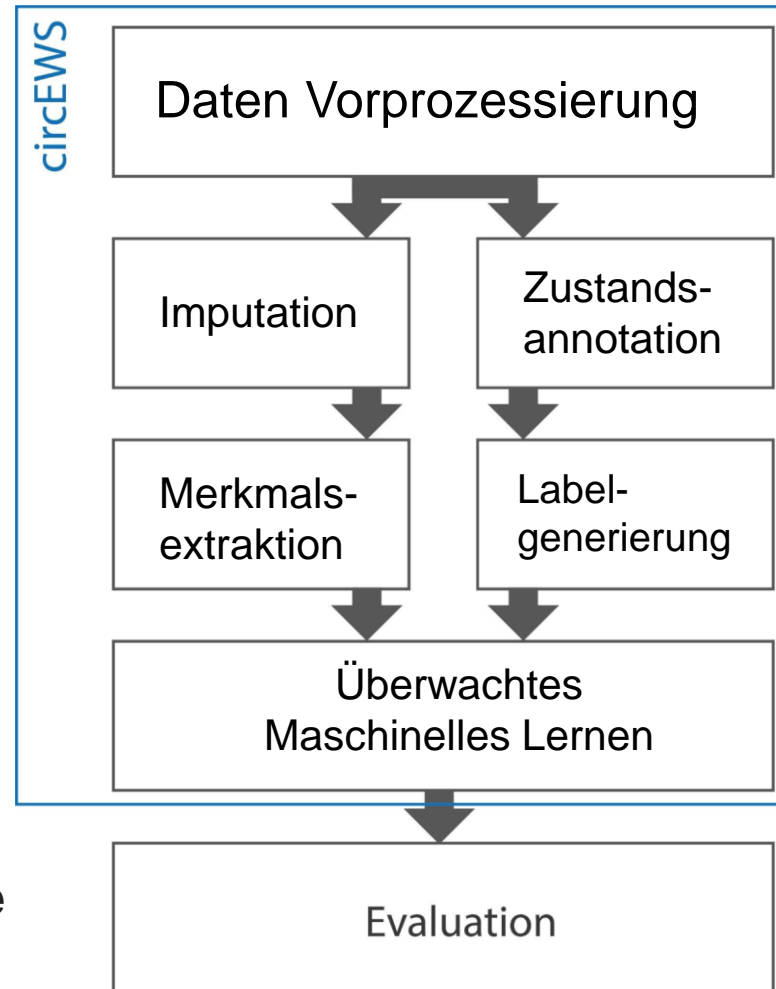 circEWS
Daten Vorprozessierung
Imputation
Zustands-
annotation
Merkmals-
extraktion
Label-
generierung
Überwachtes
Maschinelles Lernen
e
Evaluation